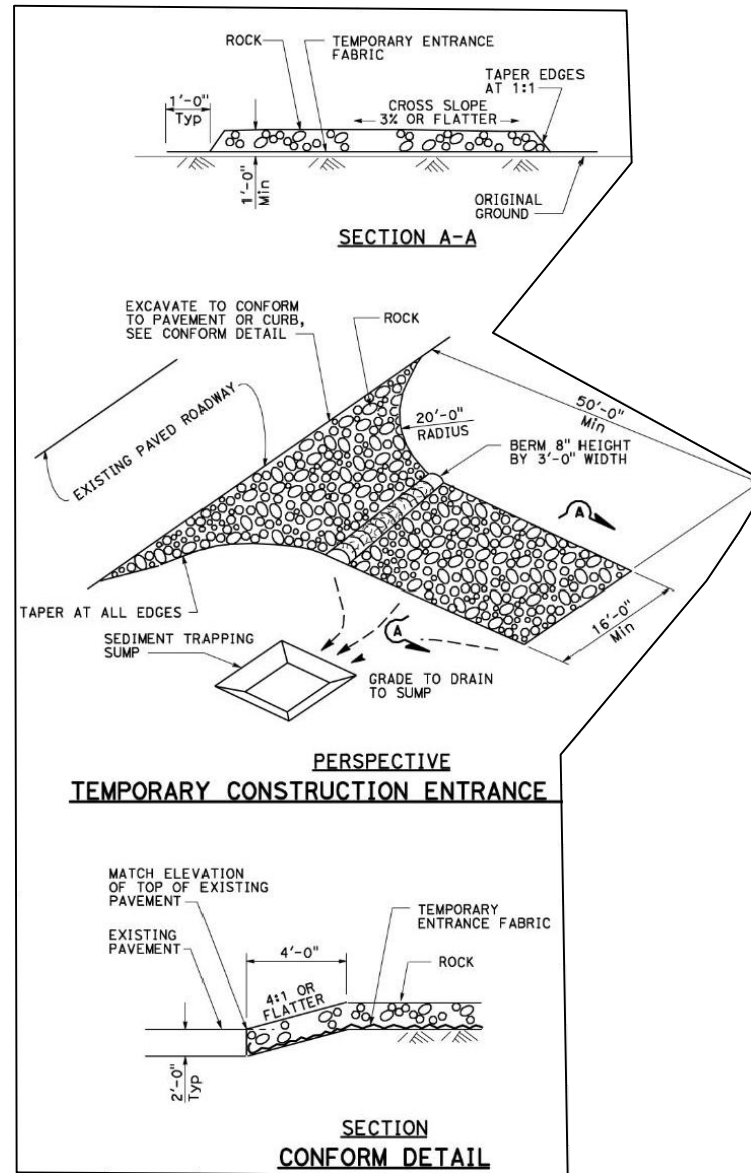 ROCK
TEMPORARY ENTRANCE
FABRIC
TAPER EDGES
AT 1:1
1'-0"
Typ
CROSS SLOPE
3% OR FLATTER
1'-0"
Min
ORIGINAL
GROUND
SECTION A-A
EXCAVATE TO CONFORM
TO PAVEMENT OR CURB,
SEE CONFORM DETAIL
ROCK
50'-0"
Min
20'-0"
RADIUS
BERM 8" HEIGHT
BY 3'-0" WIDTH
EXISTING PAVED ROADWAY
A
TAPER AT ALL EDGES
16'-0"
Min
SEDIMENT TRAPPING
SUMP
A
GRADE TO DRAIN
TO SUMP
PERSPECTIVE
TEMPORARY CONSTRUCTION ENTRANCE
MATCH ELEVATION
OF TOP OF EXISTING
PAVEMENT
TEMPORARY
ENTRANCE FABRIC
EXISTING
PAVEMENT
4'-0"
ROCK
4:1 OR
FLATTER
2'-0"
Typ
SECTION
CONFORM DETAIL